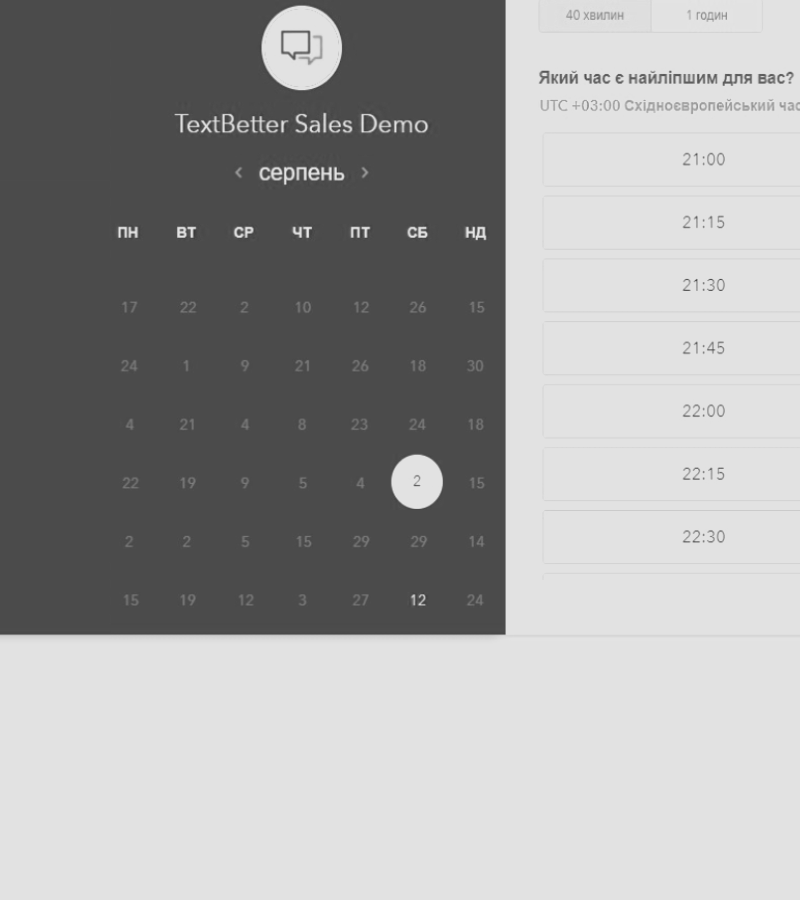 TextBetter Sales Demo
‹ серпень ›
ПН ВТ СР ЧТ ПТ СБ НД
17 22 2 10 12 26 15
24 1 9 21 26 18 30
4 21 4 8 23 24 18
22 19 9 5 4 2 15
2 2 5 15 29 29 14
15 19 12 3 27 12 24
40 хвилин 1 годин
Який час є найліпшим для вас?
UTC +03:00 Східноєвропейський час
21:00
21:15
21:30
21:45
22:00
22:15
22:30